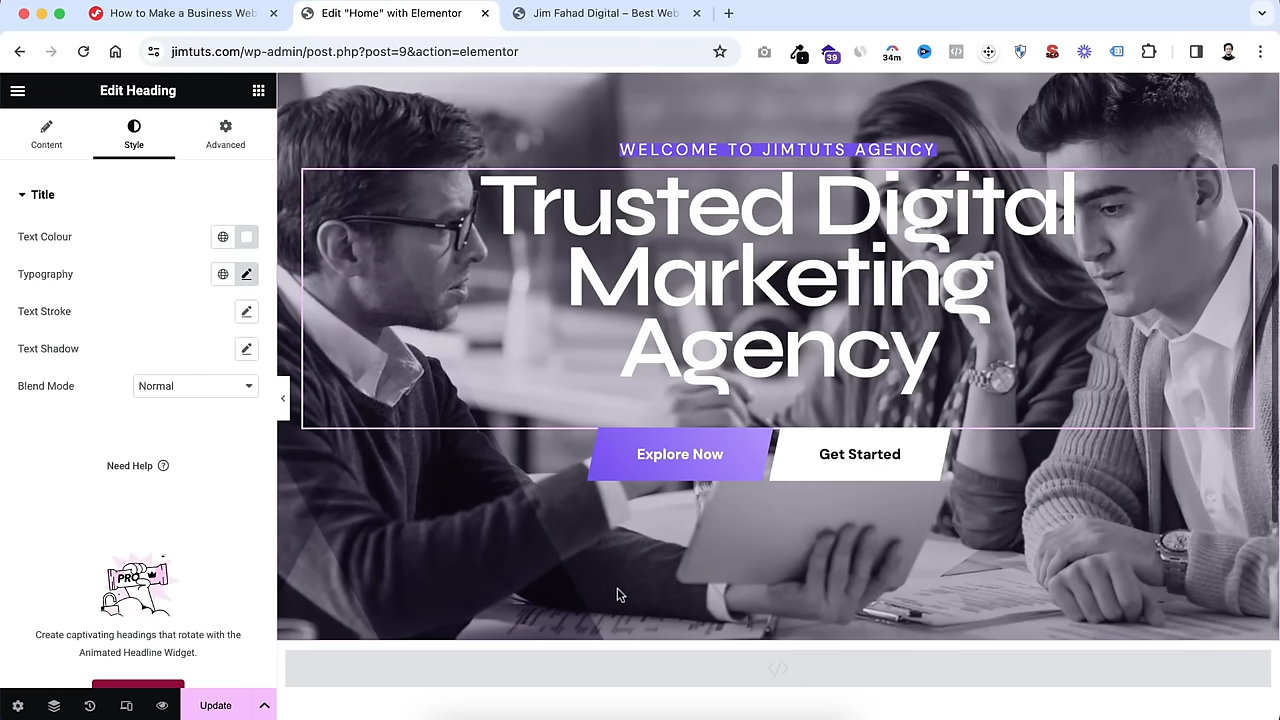 How to Make a Business Web
Edit "Home" with Elementor
Jim Fahad Digital – Best Web
jimtuts.com/wp-admin/post.php?post=9&action=elementor
39
34m
Edit Heading
Content
Style
Advanced
Title
Text Colour
Typography
Text Stroke
Text Shadow
Blend Mode
Normal
Need Help
PRO
Create captivating headings that rotate with the
Animated Headline Widget.
Update
WELCOME TO JIMTUTS AGENCY
Trusted Digital
Marketing
Agency
Explore Now
Get Started